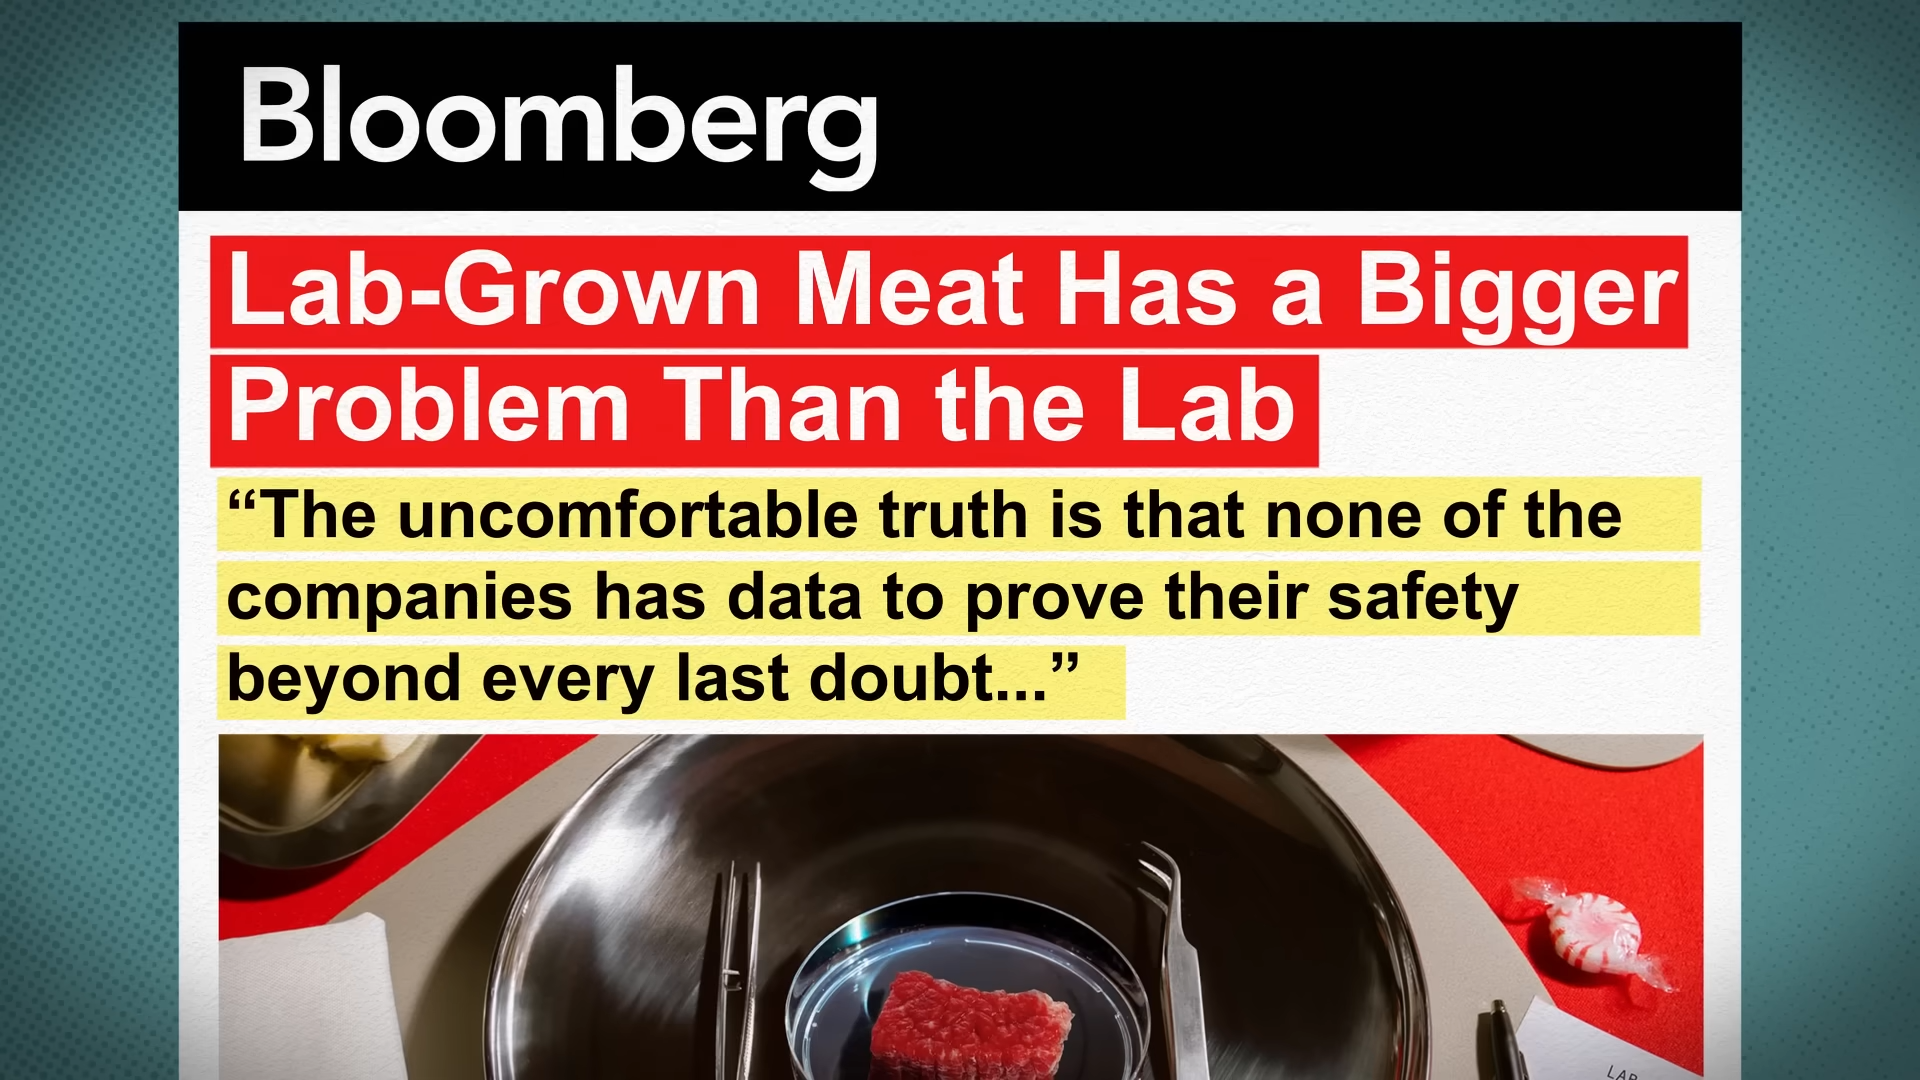 Bloomberg
Lab-Grown Meat Has a Bigger
Problem Than the Lab
“The uncomfortable truth is that none of the
companies has data to prove their safety
beyond every last doubt...”
LAB